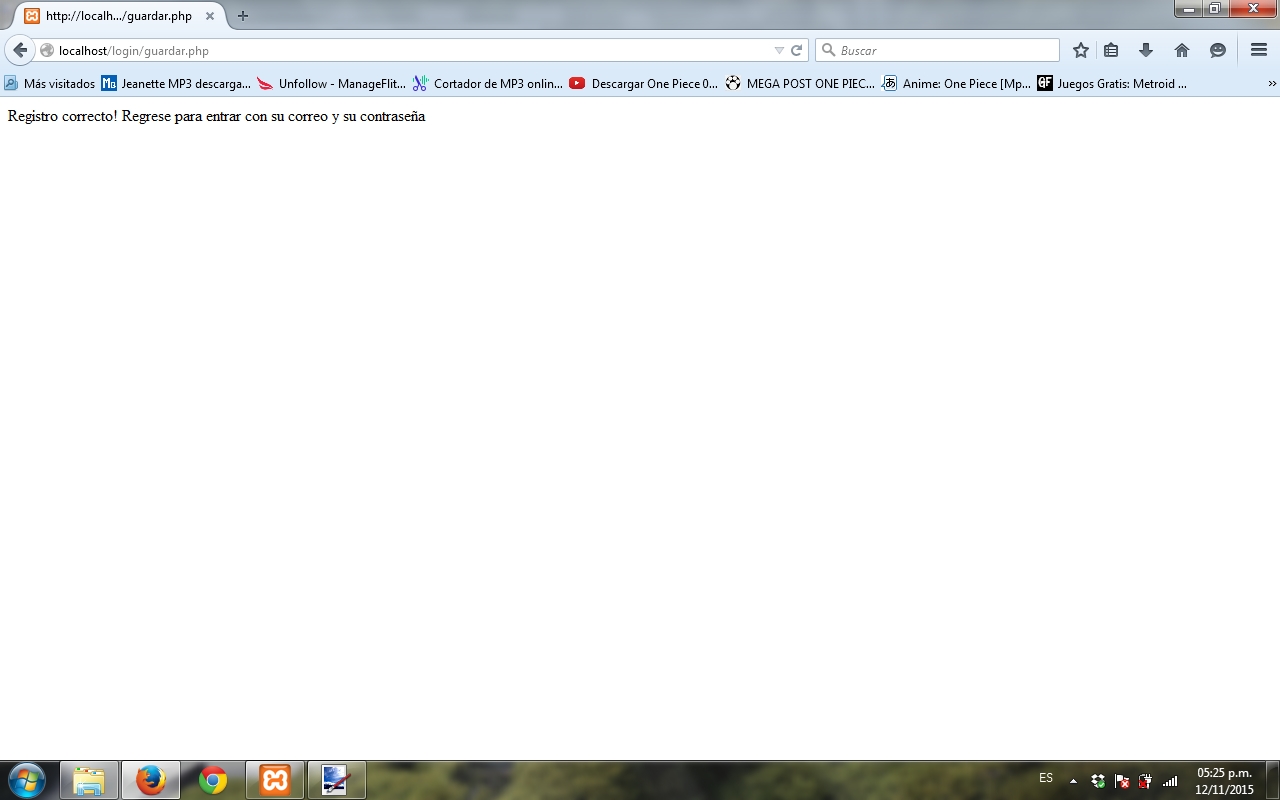 http://localh.../guardar.php
localhost/login/guardar.php
Buscar
Más visitados
Jeanette MP3 descarga...
Unfollow - ManageFlit...
Cortador de MP3 onlin...
Descargar One Piece 0...
MEGA POST ONE PIEC...
Anime: One Piece [Mp...
Juegos Gratis: Metroid ...
Registro correcto! Regrese para entrar con su correo y su contraseña
ES
05:25 p.m.
12/11/2015